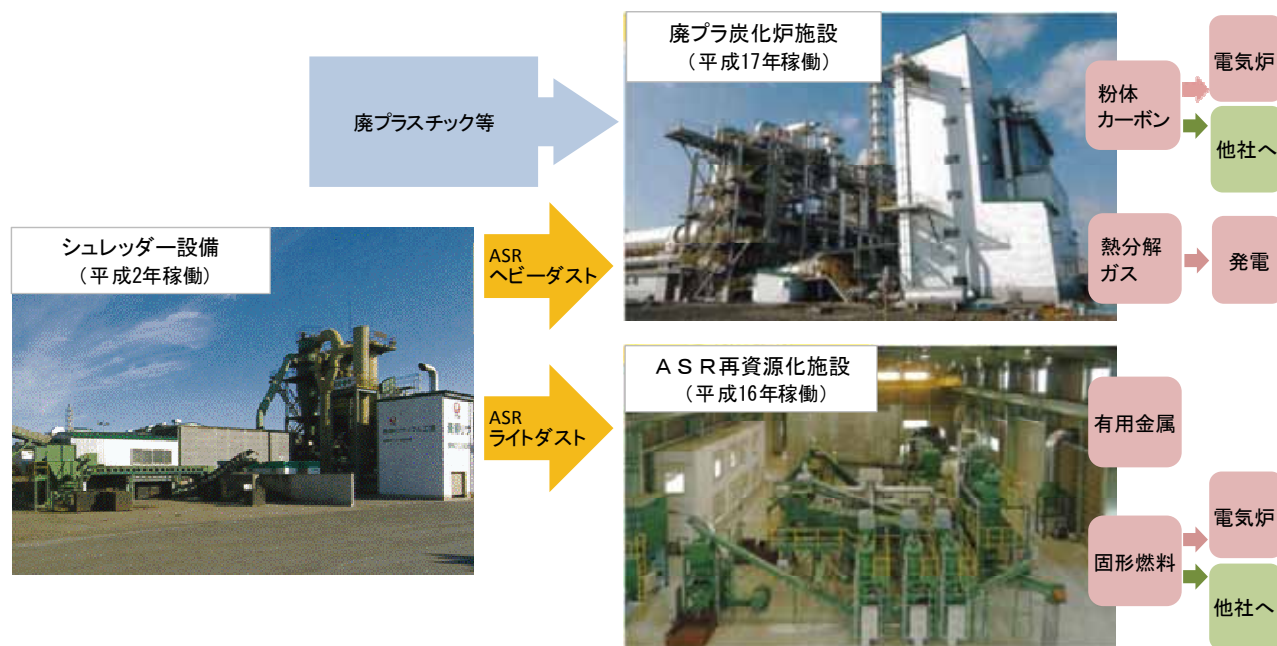 廃プラスチック等
シュレッダー設備
（平成2年稼働）
ASR
ヘビーダスト
ASR
ライトダスト
廃プラ炭化炉施設
（平成17年稼働）
粉体
カーボン
電気炉
他社へ
熱分解
ガス
発電
ＡＳＲ再資源化施設
（平成16年稼働）
有用金属
固形燃料
電気炉
他社へ